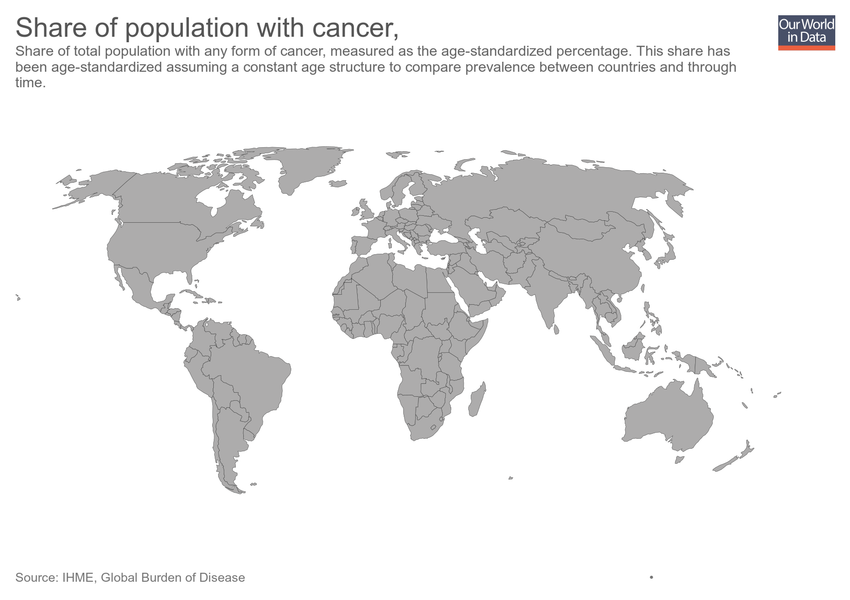 Share of population with cancer,
Our World
in Data
Share of total population with any form of cancer, measured as the age-standardized percentage. This share has
been age-standardized assuming a constant age structure to compare prevalence between countries and through
time.
Source: IHME, Global Burden of Disease
•